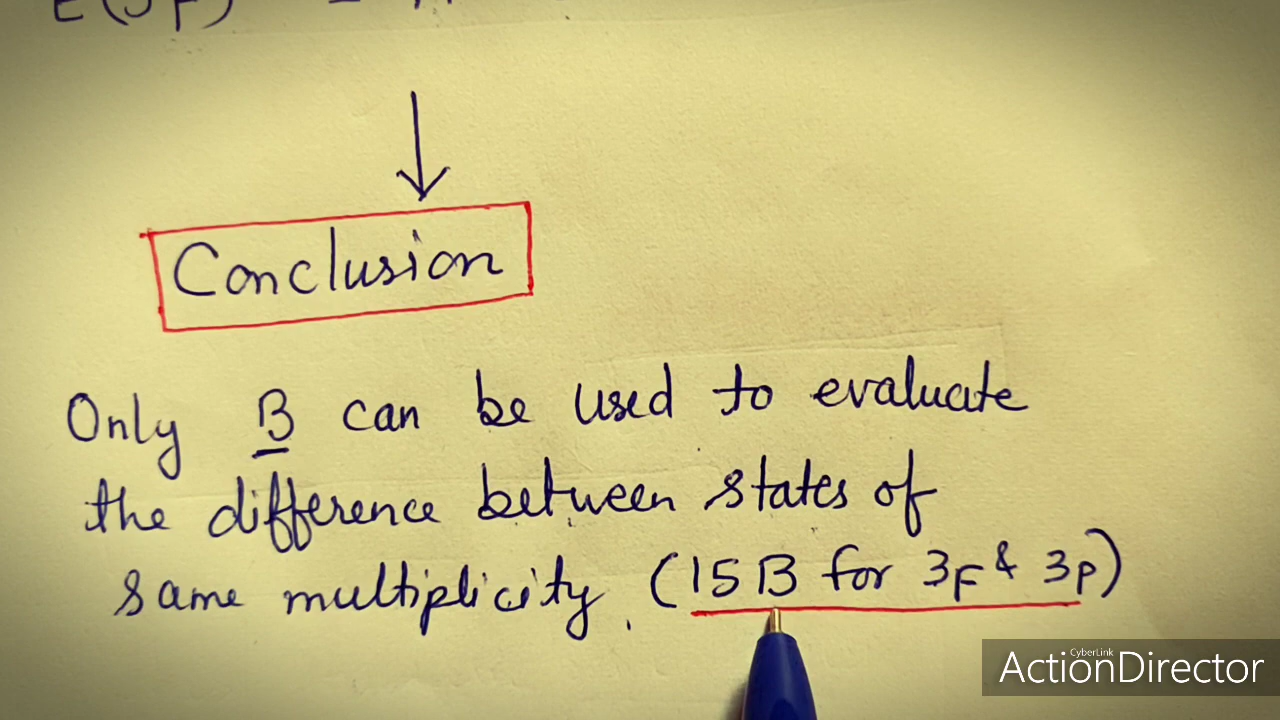 E(3F)
Conclusion
Only B can be used to evaluate
the difference between states of
same multiplicity. (15B for 3F & 3P)
CyberLink
ActionDirector